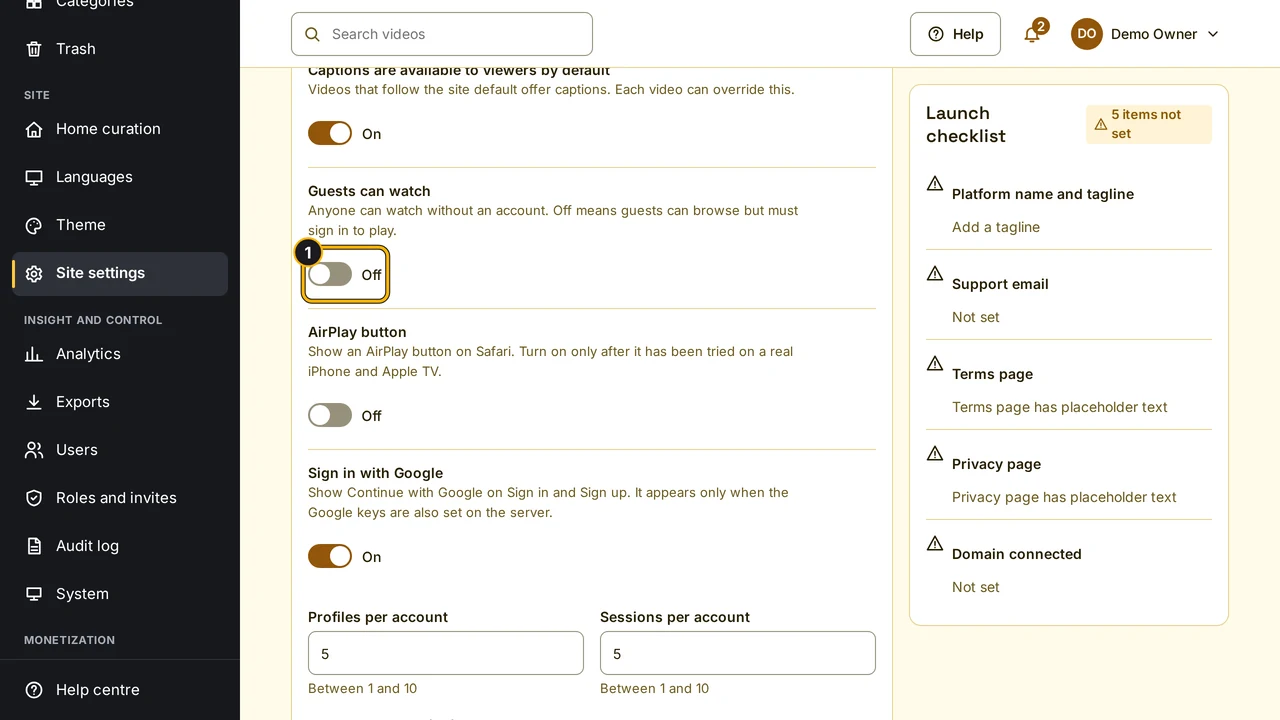 Categories
Trash
SITE
Home curation
Languages
Theme
Site settings
INSIGHT AND CONTROL
Analytics
Exports
Users
Roles and invites
Audit log
System
MONETIZATION
Help centre
Search videos
Help
2
DO
Demo Owner
Captions are available to viewers by default
Videos that follow the site default offer captions. Each video can override this.
On
Guests can watch
Anyone can watch without an account. Off means guests can browse but must
sign in to play.
1
Off
AirPlay button
Show an AirPlay button on Safari. Turn on only after it has been tried on a real
iPhone and Apple TV.
Off
Sign in with Google
Show Continue with Google on Sign in and Sign up. It appears only when the
Google keys are also set on the server.
On
Profiles per account
5
Between 1 and 10
Sessions per account
5
Between 1 and 10
Launch
checklist
5 items not
set
Platform name and tagline
Add a tagline
Support email
Not set
Terms page
Terms page has placeholder text
Privacy page
Privacy page has placeholder text
Domain connected
Not set